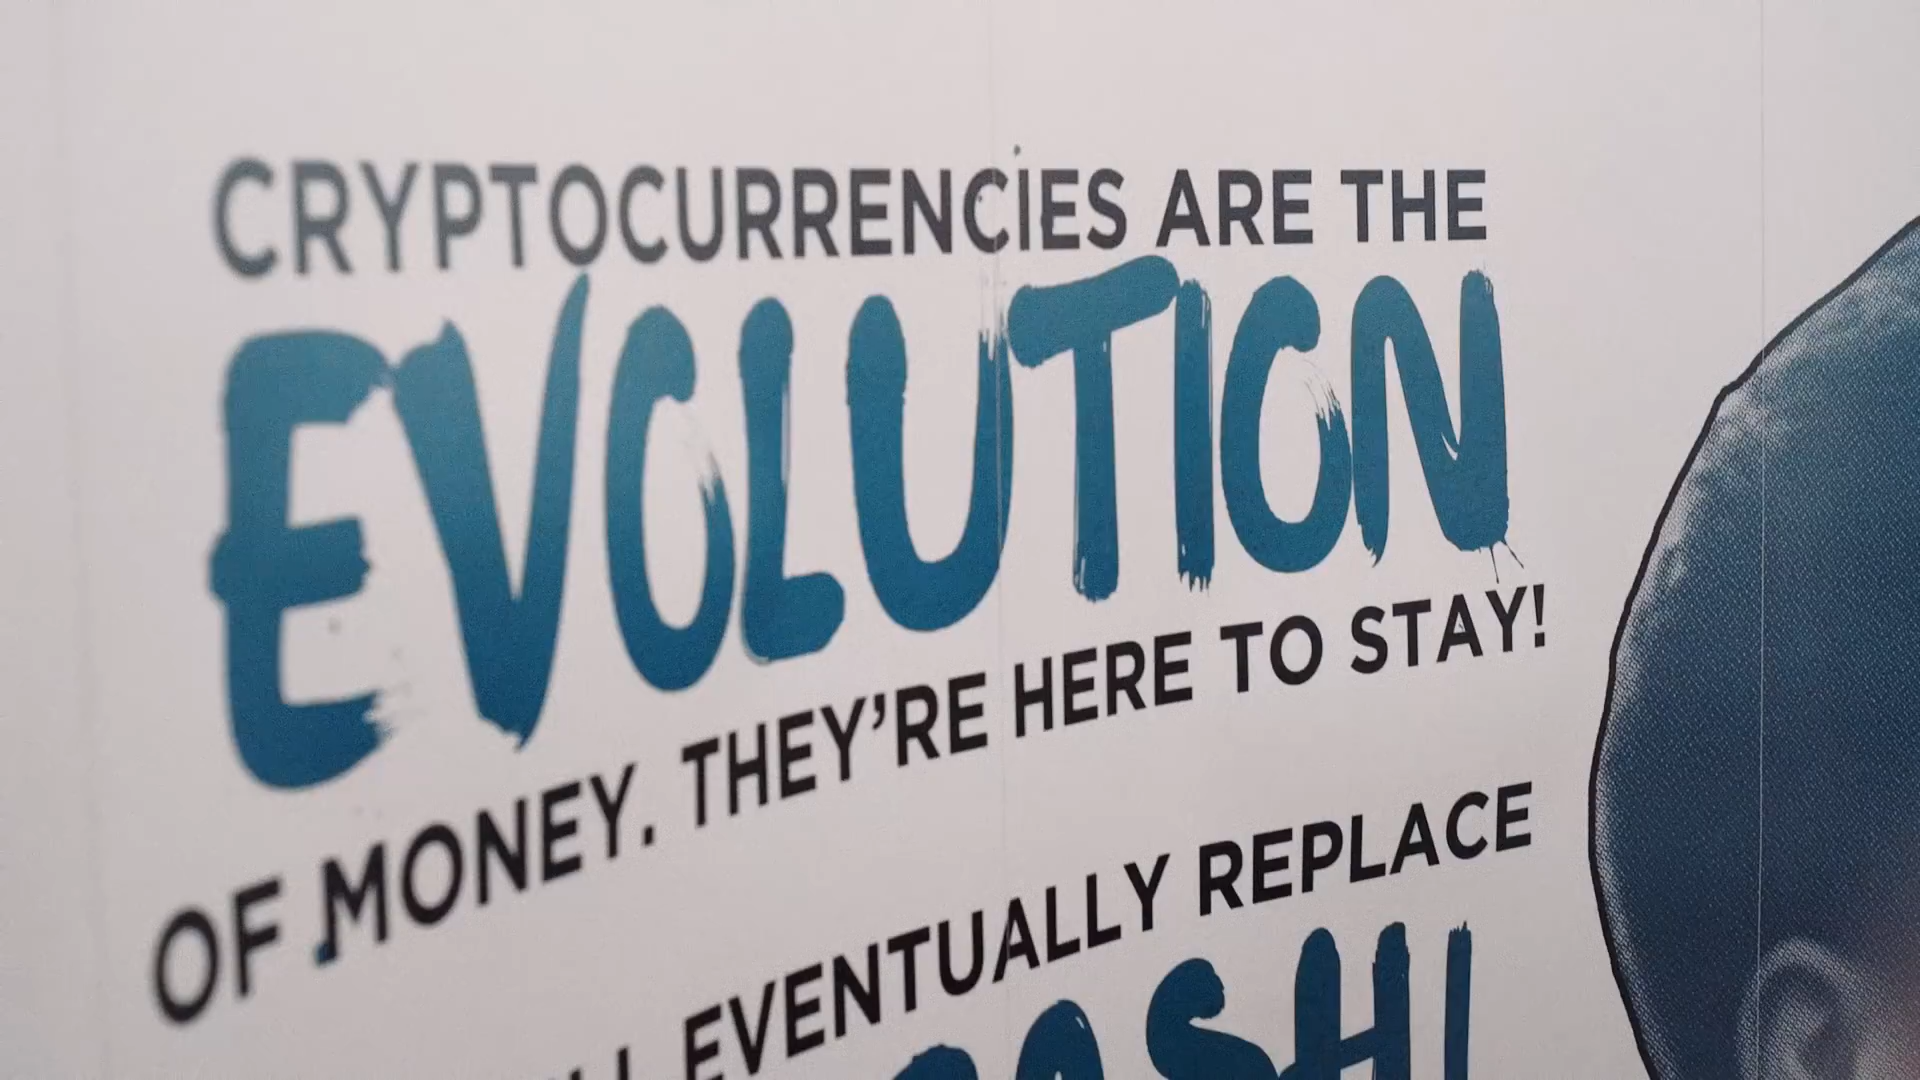 CRYPTOCURRENCIES ARE THE
EVOLUTION
OF MONEY. THEY'RE HERE TO STAY!
EVENTUALLY REPLACE